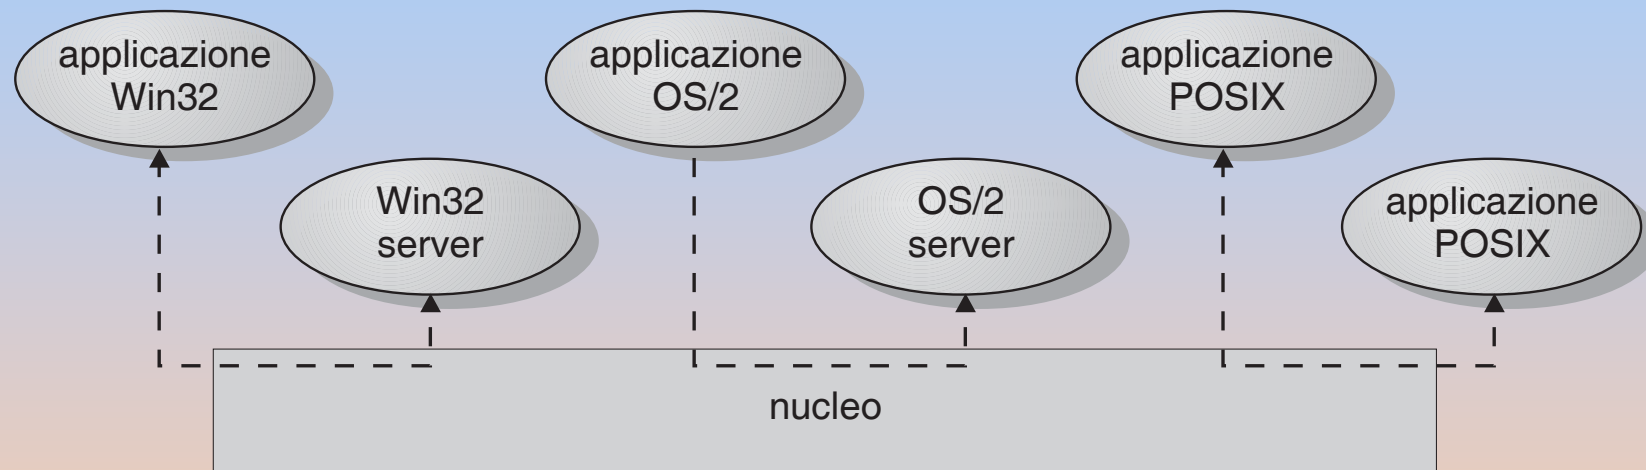 applicazione
Win32
applicazione
OS/2
applicazione
POSIX
Win32
server
OS/2
server
applicazione
POSIX
nucleo